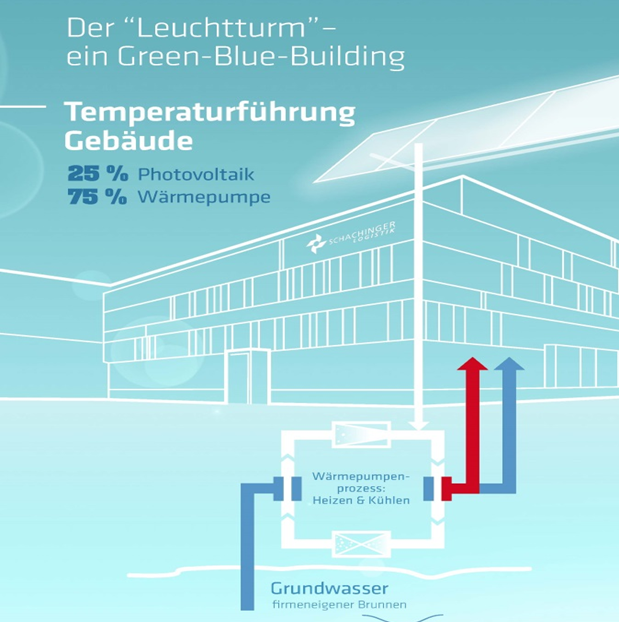 Der “Leuchtturm”–
ein Green-Blue-Building
Temperaturführung
Gebäude
25 % Photovoltaik
75 % Wärmepumpe
SCHACHINGER
LOGISTIK
Wärmepumpen-
prozess:
Heizen & Kühlen
Grundwasser
firmeneigener Brunnen